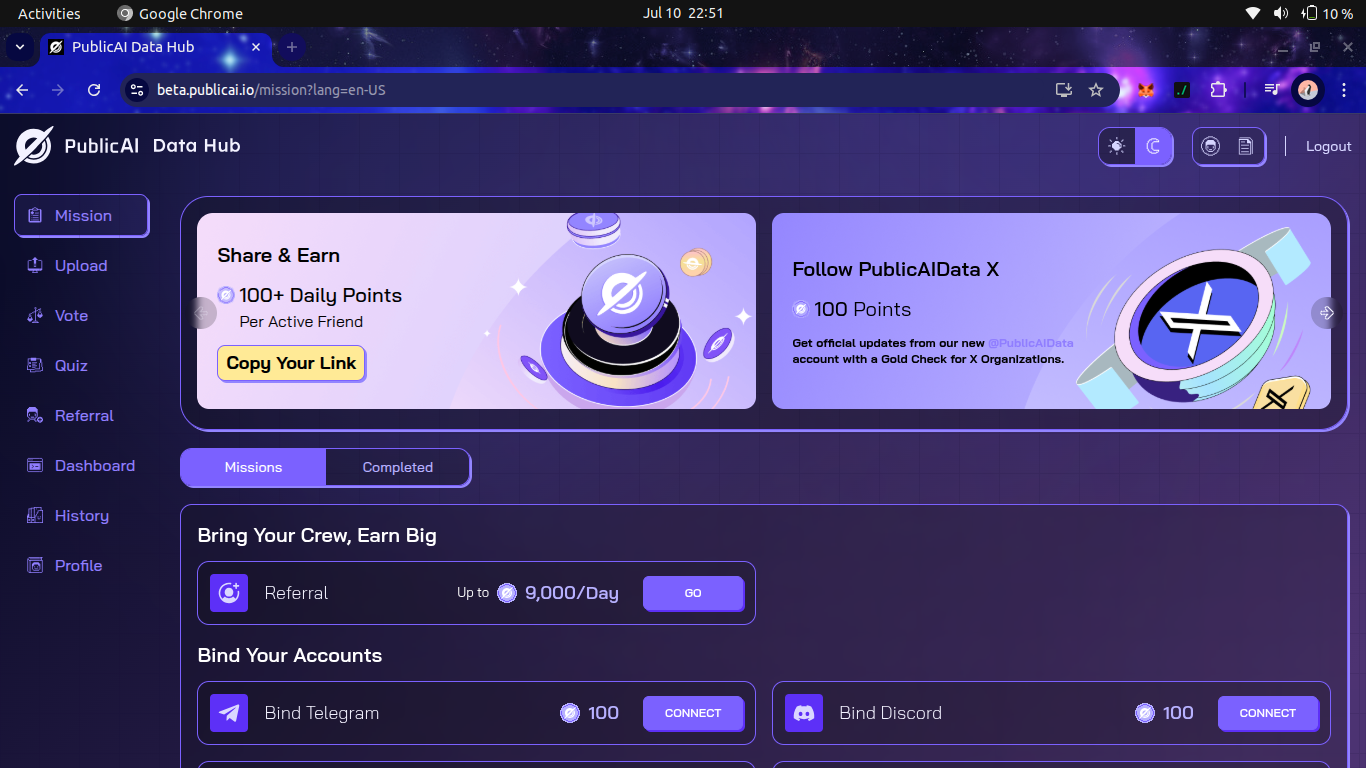 Activities
Google Chrome
Jul 10 22:51
10 %
PublicAI Data Hub
beta.publicai.io/mission?lang=en-US
PublicAI Data Hub
Logout
Mission
Upload
Vote
Quiz
Referral
Dashboard
History
Profile
Share & Earn
100+ Daily Points
Per Active Friend
Copy Your Link
Follow PublicAIData X
100 Points
Get official updates from our new @PublicAIData
account with a Gold Check for X Organizations.
Missions
Completed
Bring Your Crew, Earn Big
Referral
Up to 9,000/Day
GO
Bind Your Accounts
Bind Telegram
100
CONNECT
Bind Discord
100
CONNECT